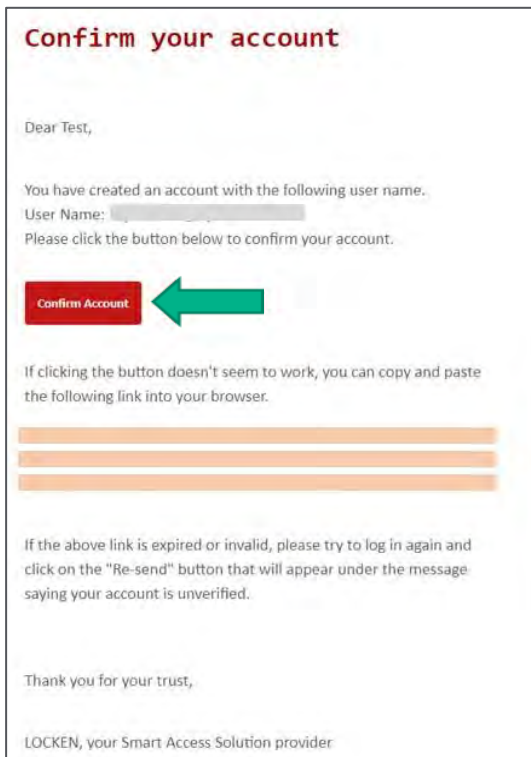 Confirm your account
Dear Test,
You have created an account with the following user name.
User Name:
Please click the button below to confirm your account.
Confirm Account
If clicking the button doesn't seem to work, you can copy and paste
the following link into your browser.
If the above link is expired or invalid, please try to log in again and
click on the "Re-send" button that will appear under the message
saying your account is unverified.
Thank you for your trust,
LOCKEN, your Smart Access Solution provider